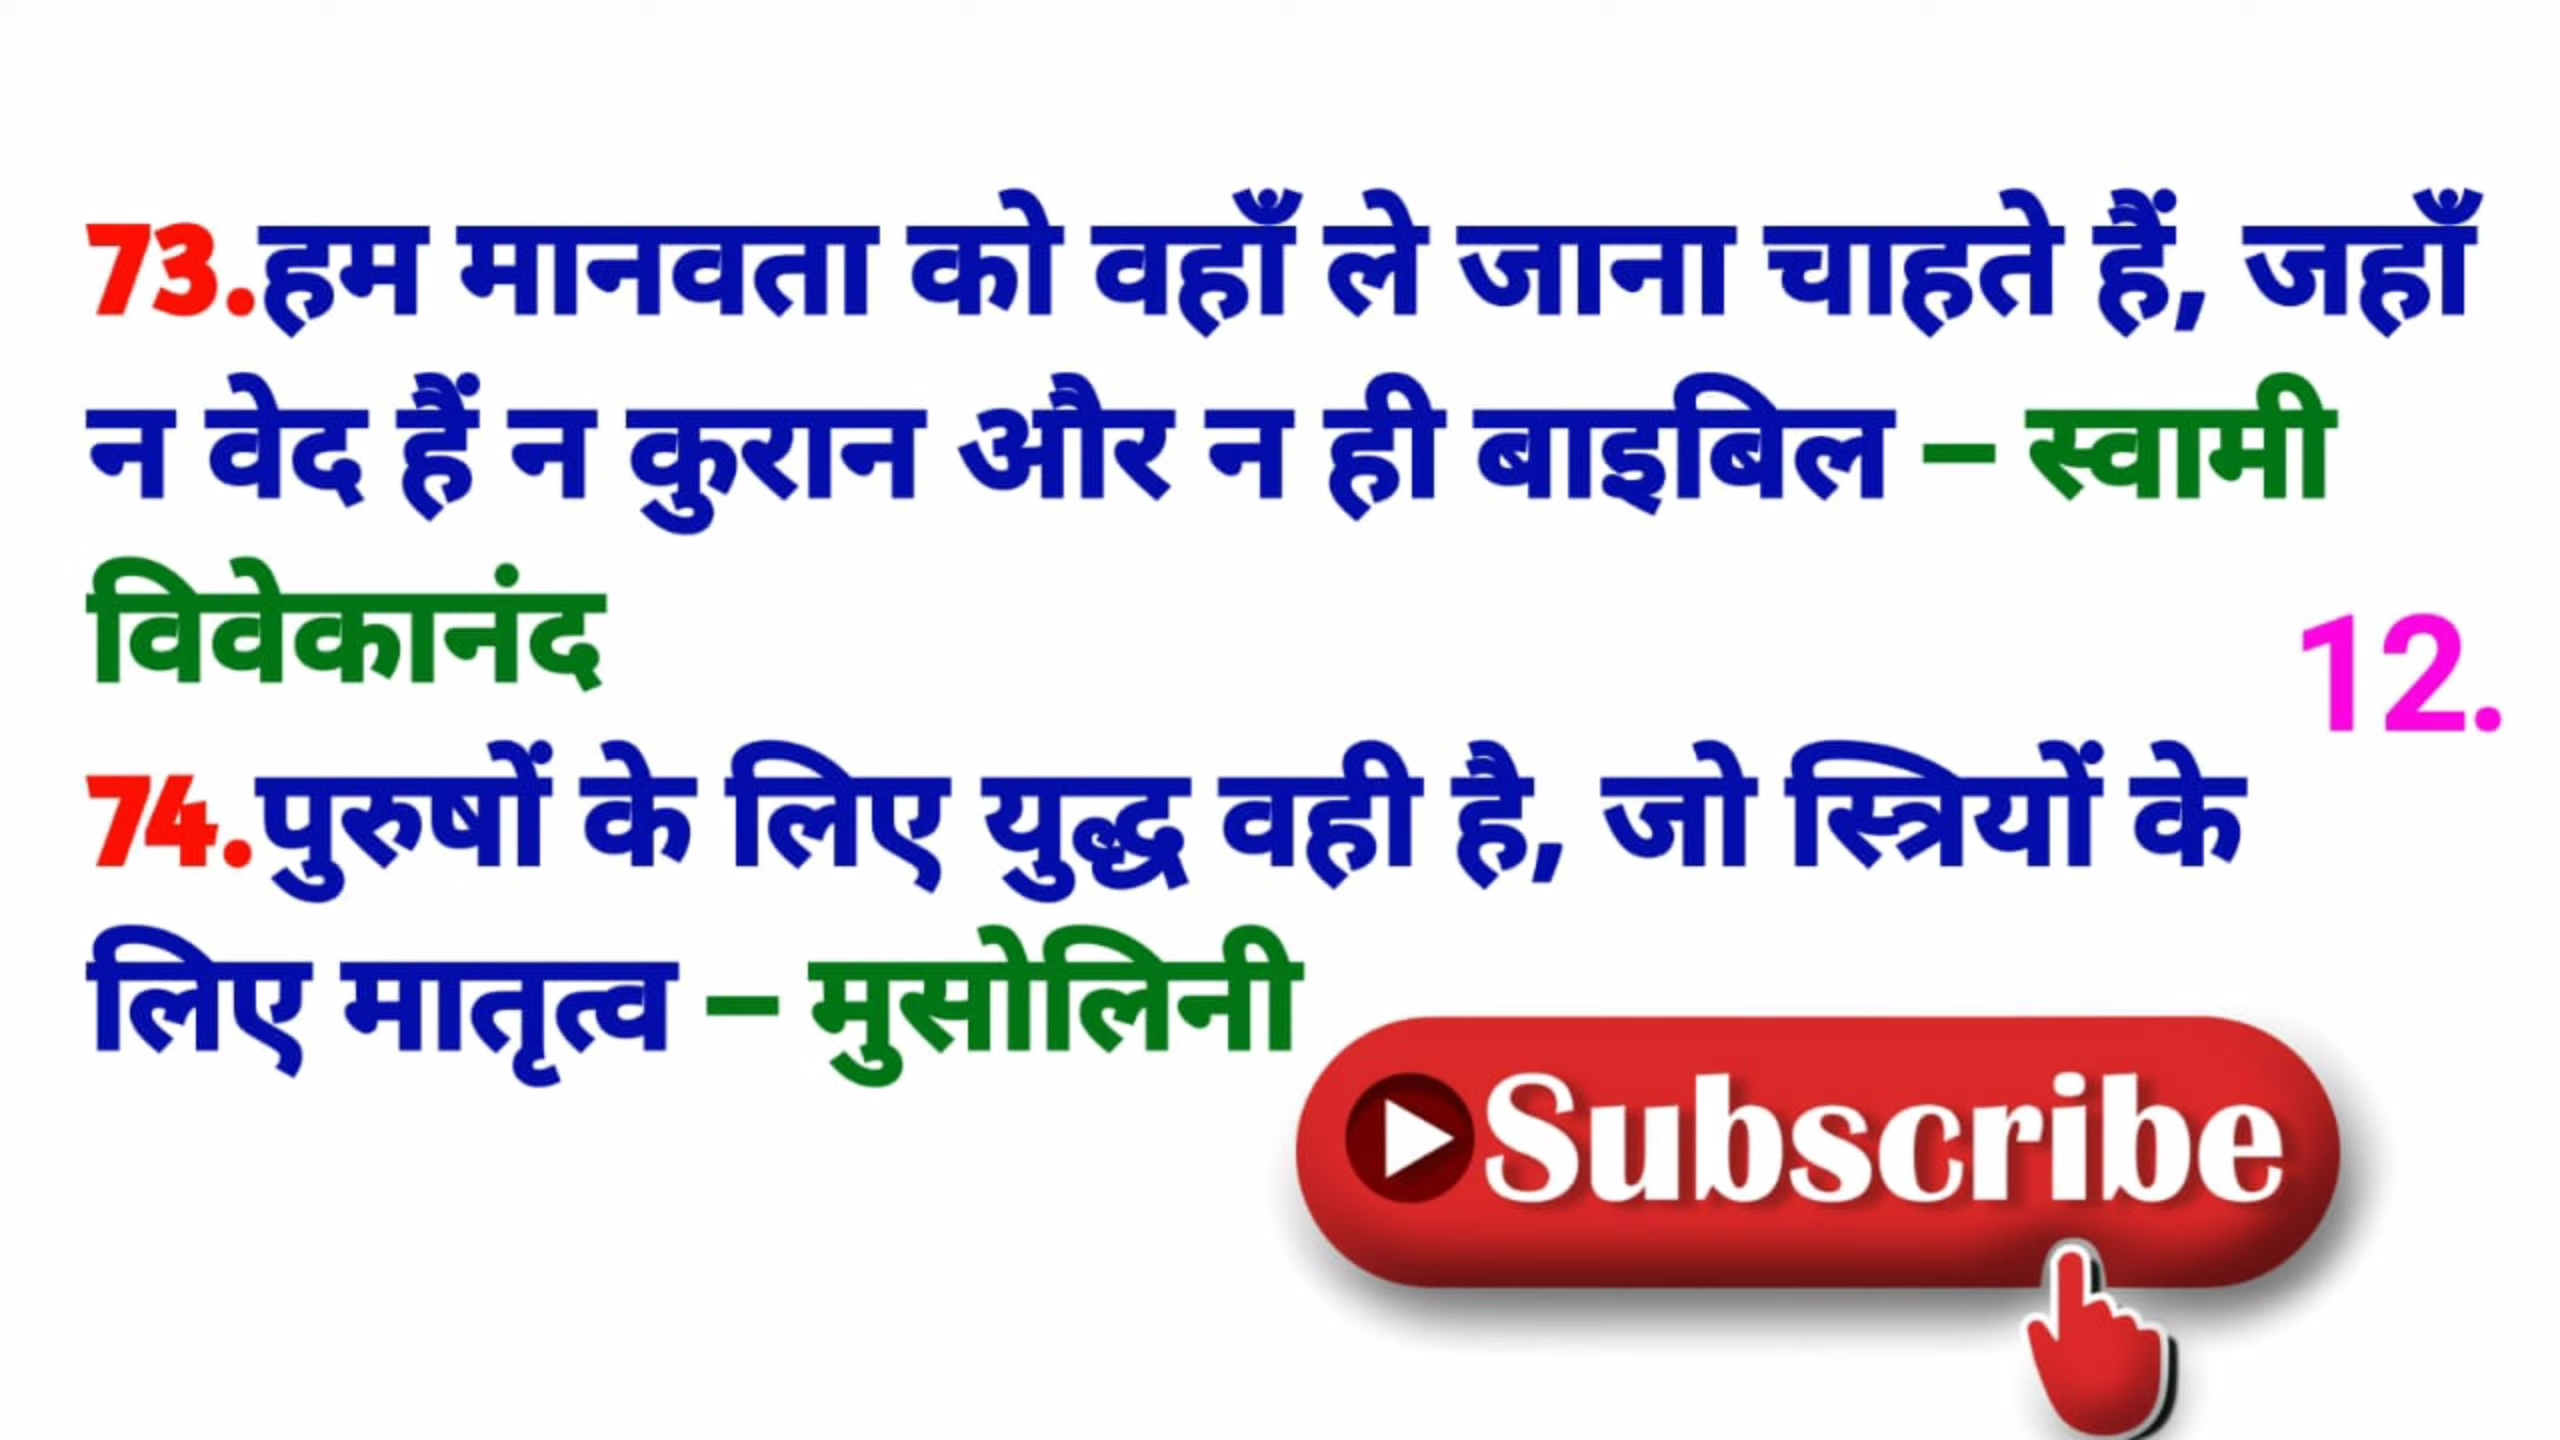 73.हम मानवता को वहाँ ले जाना चाहते हैं, जहाँ
न वेद हैं न कुरान और न ही बाइबिल – स्वामी
विवेकानंद
12.
74.पुरुषों के लिए युद्ध वही है, जो स्त्रियों के
लिए मातृत्व – मुसोलिनी
Subscribe